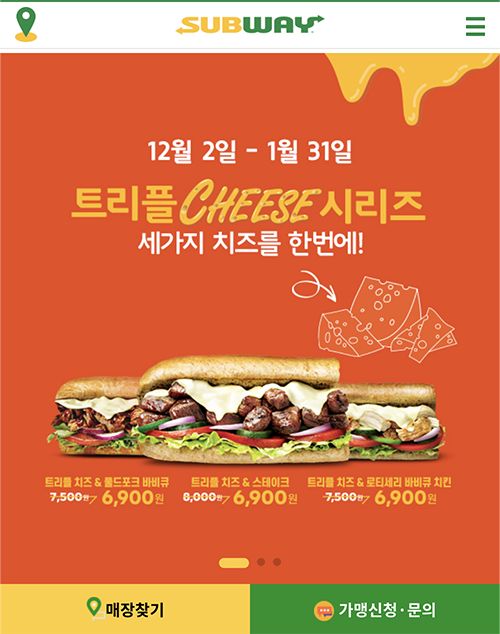 SUBWAY
12월 2일 - 1월 31일
트리플 CHEESE 시리즈
세가지 치즈를 한번에!
트리플 치즈 & 풀드포크 바비큐
7,500원 6,900원
트리플 치즈 & 스테이크
8,000원 6,900원
트리플 치즈 & 로티세리 바비큐 치킨
7,500원 6,900원
매장찾기
가맹신청·문의